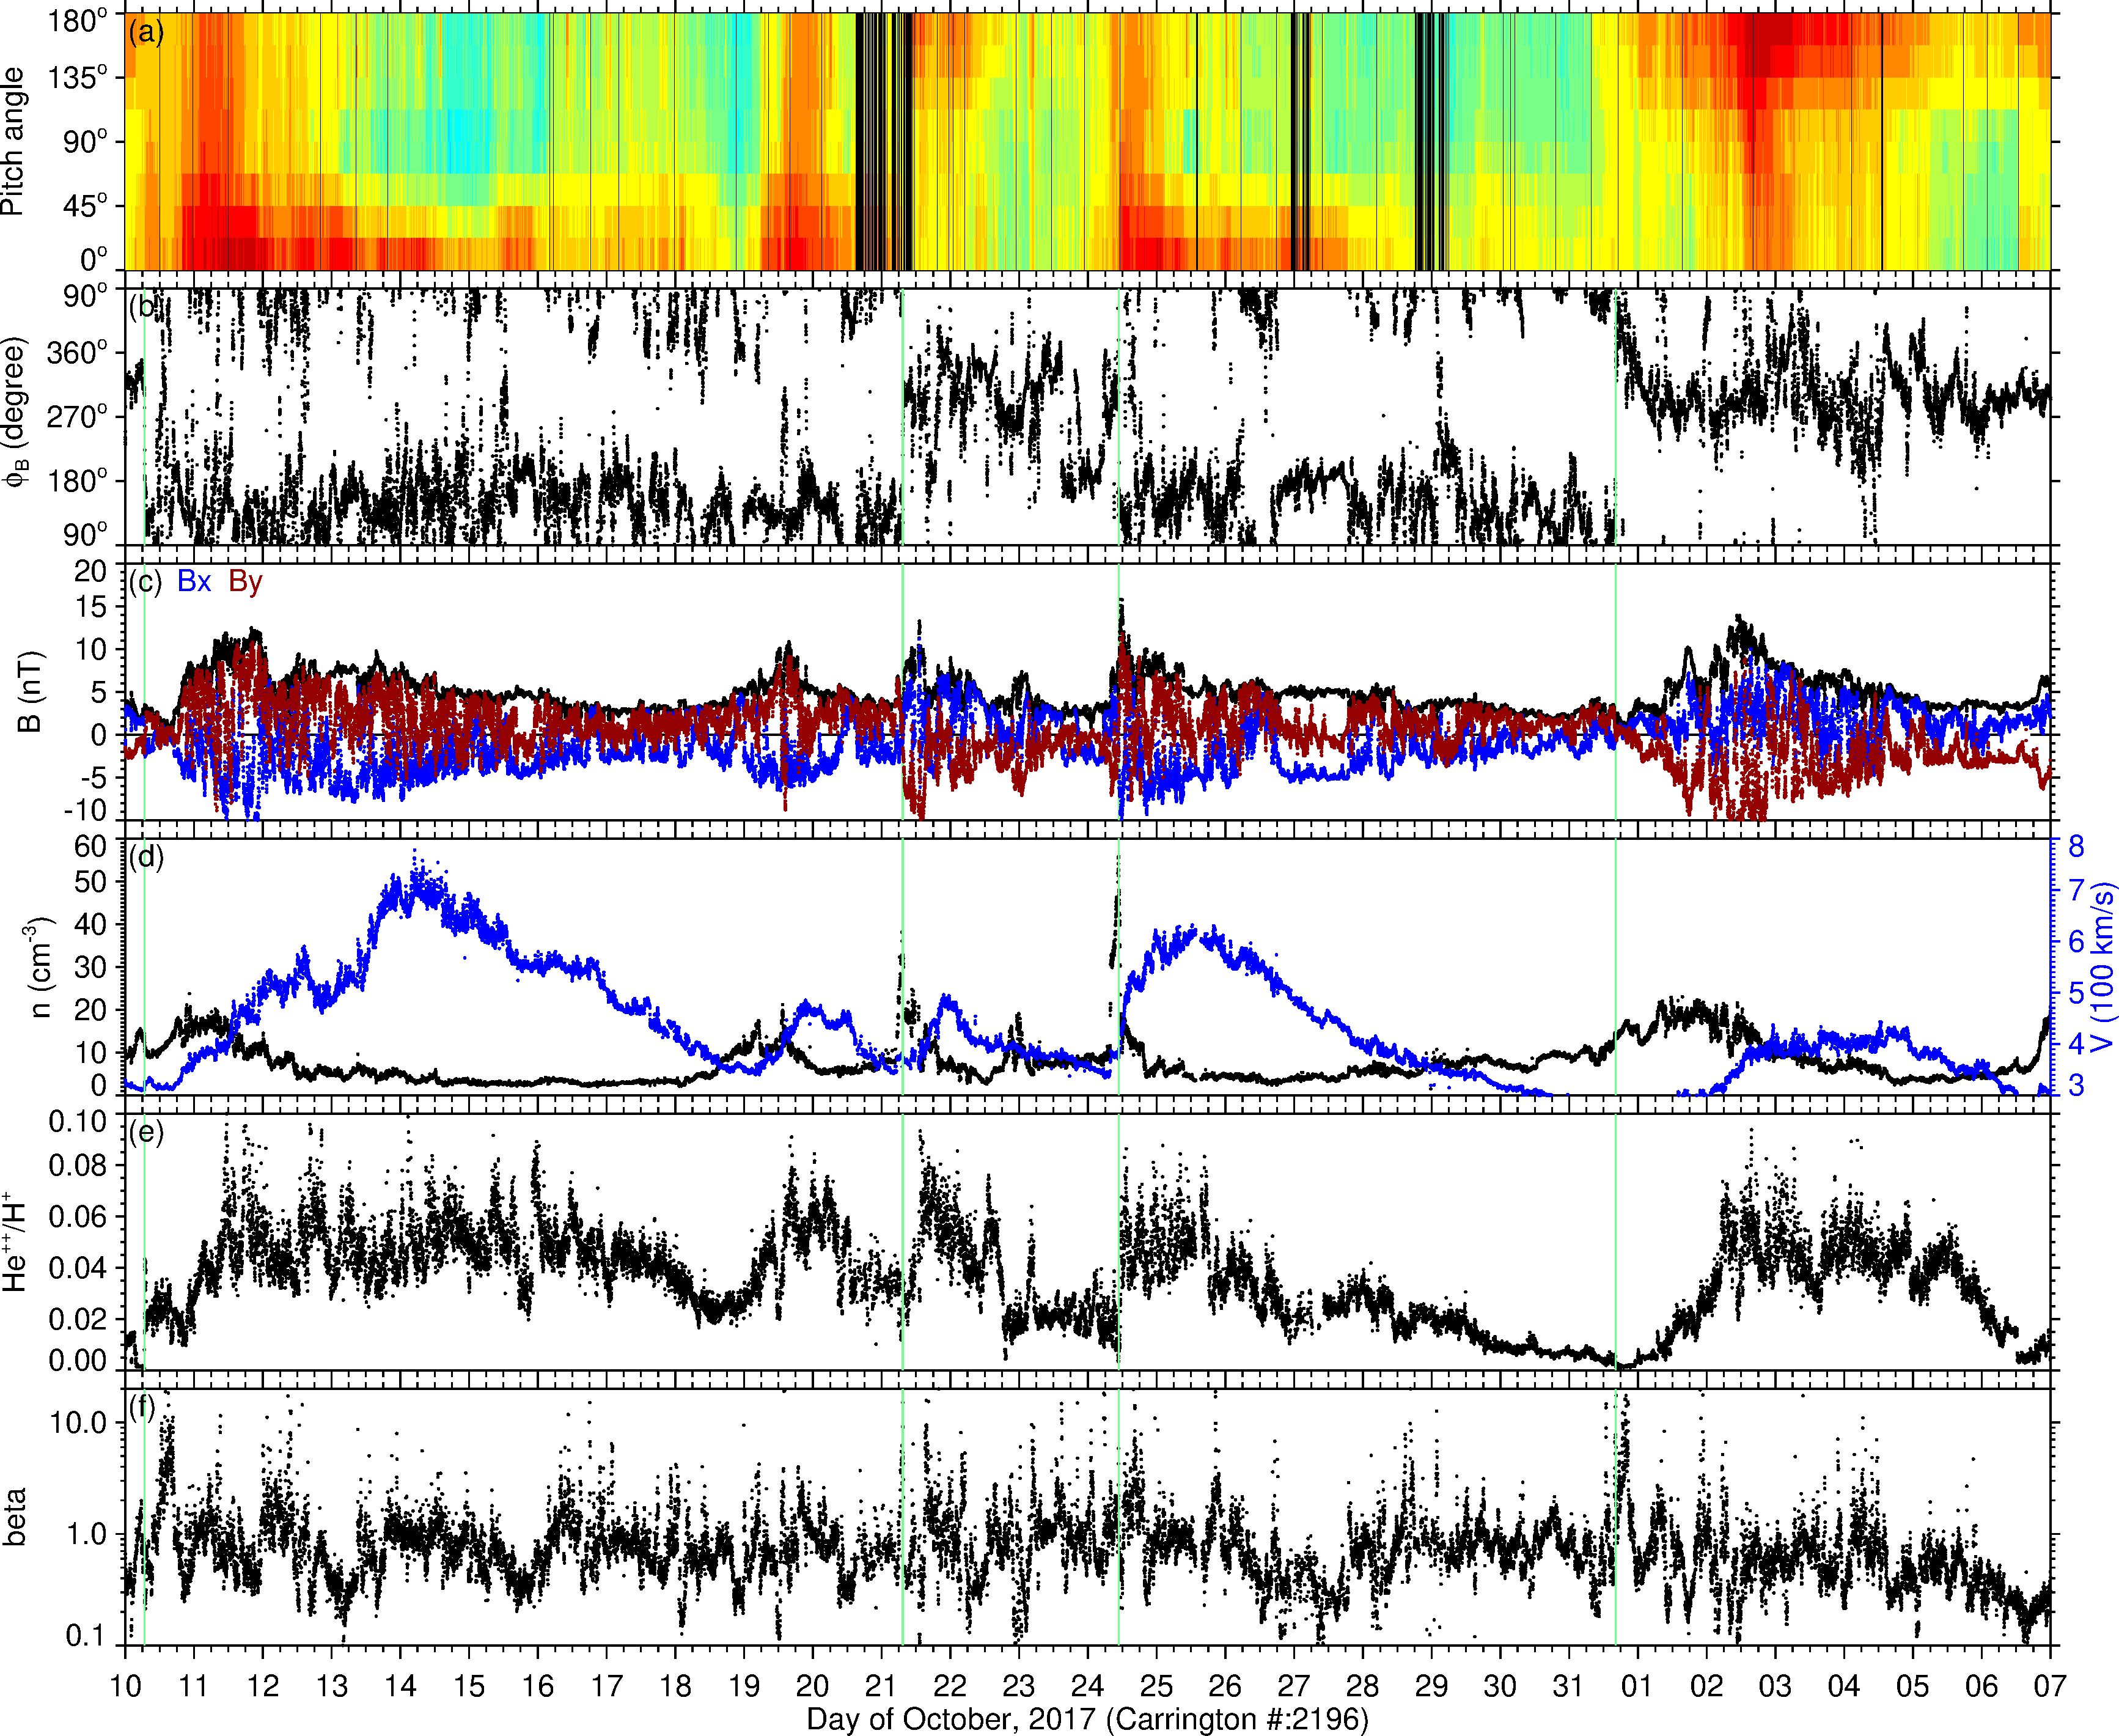 (a)
180°
135°
90°
45°
0°
Pitch angle
(b)
90°
360°
270°
180°
90°
ϕB (degree)
(c) Bx By
20
15
10
5
0
-5
-10
B (nT)
(d)
60
50
40
30
20
10
0
n (cm-3)
8
7
6
5
4
3
V (100 km/s)
(e)
0.10
0.08
0.06
0.04
0.02
0.00
He++/H+
(f)
10.0
1.0
0.1
beta
10 11 12 13 14 15 16 17 18 19 20 21 22 23 24 25 26 27 28 29 30 31 01 02 03 04 05 06 07
Day of October, 2017 (Carrington #:2196)